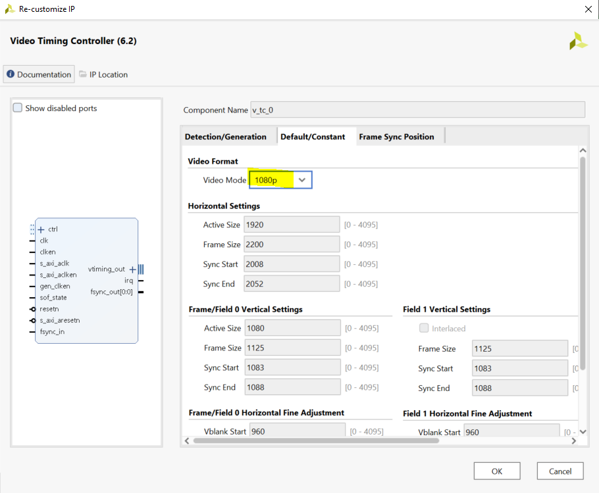 Re-customize IP
Video Timing Controller (6.2)
Documentation IP Location
Show disabled ports
ctrl
clk
clken
s_axi_aclk
s_axi_aclken
gen_clken
sof_state
resetn
s_axi_aresetn
fsync_in
vtiming_out
irq
fsync_out[0:0]
Component Name v_tc_0
Detection/Generation Default/Constant Frame Sync Position
Video Format
Video Mode 1080p
Horizontal Settings
Active Size 1920 [0 - 4095]
Frame Size 2200 [0 - 4095]
Sync Start 2008 [0 - 4095]
Sync End 2052 [0 - 4095]
Frame/Field 0 Vertical Settings
Active Size 1080 [0 - 4095]
Frame Size 1125 [0 - 4095]
Sync Start 1083 [0 - 4095]
Sync End 1088 [0 - 4095]
Field 1 Vertical Settings
Interlaced
Frame Size 1125
Sync Start 1083
Sync End 1088
Frame/Field 0 Horizontal Fine Adjustment
Vblank Start 960 [0 - 4095]
Field 1 Horizontal Fine Adjustment
Vblank Start 960
OK Cancel